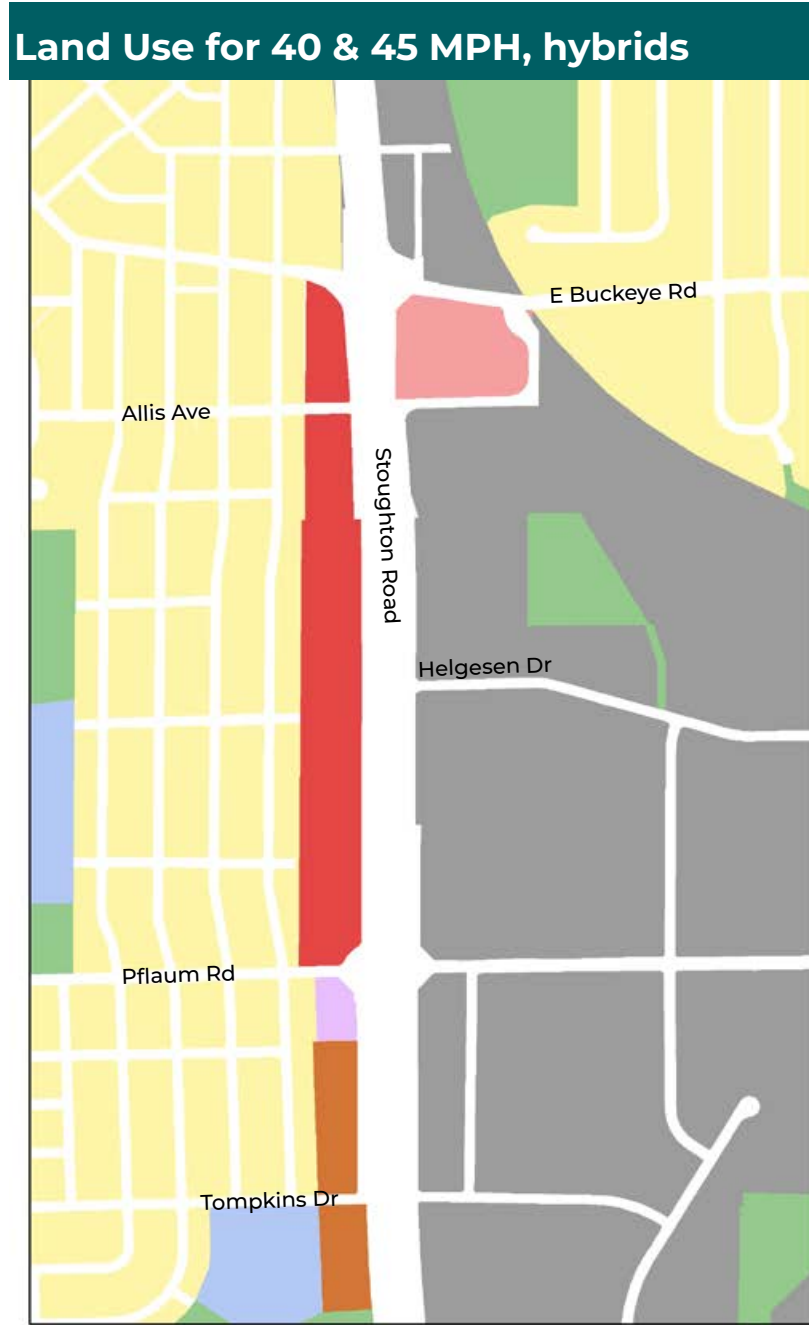 Land Use for 40 & 45 MPH, hybrids
E Buckeye Rd
Allis Ave
Stoughton Road
Helgesen Dr
Pflaum Rd
Tompkins Dr